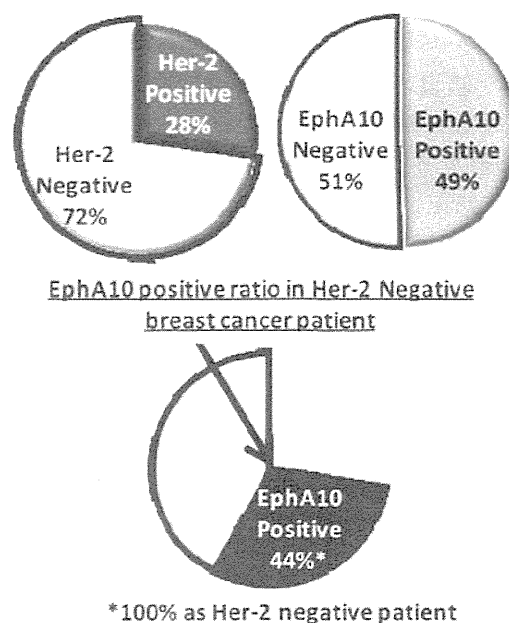 Her-2
Positive
28%
Her-2
Negative
72%
EphA10
Negative
51%
EphA10
Positive
49%
EphA10 positive ratio in Her-2 Negative
breast cancer patient
EphA10
Positive
44%*
*100% as Her-2 negative patient